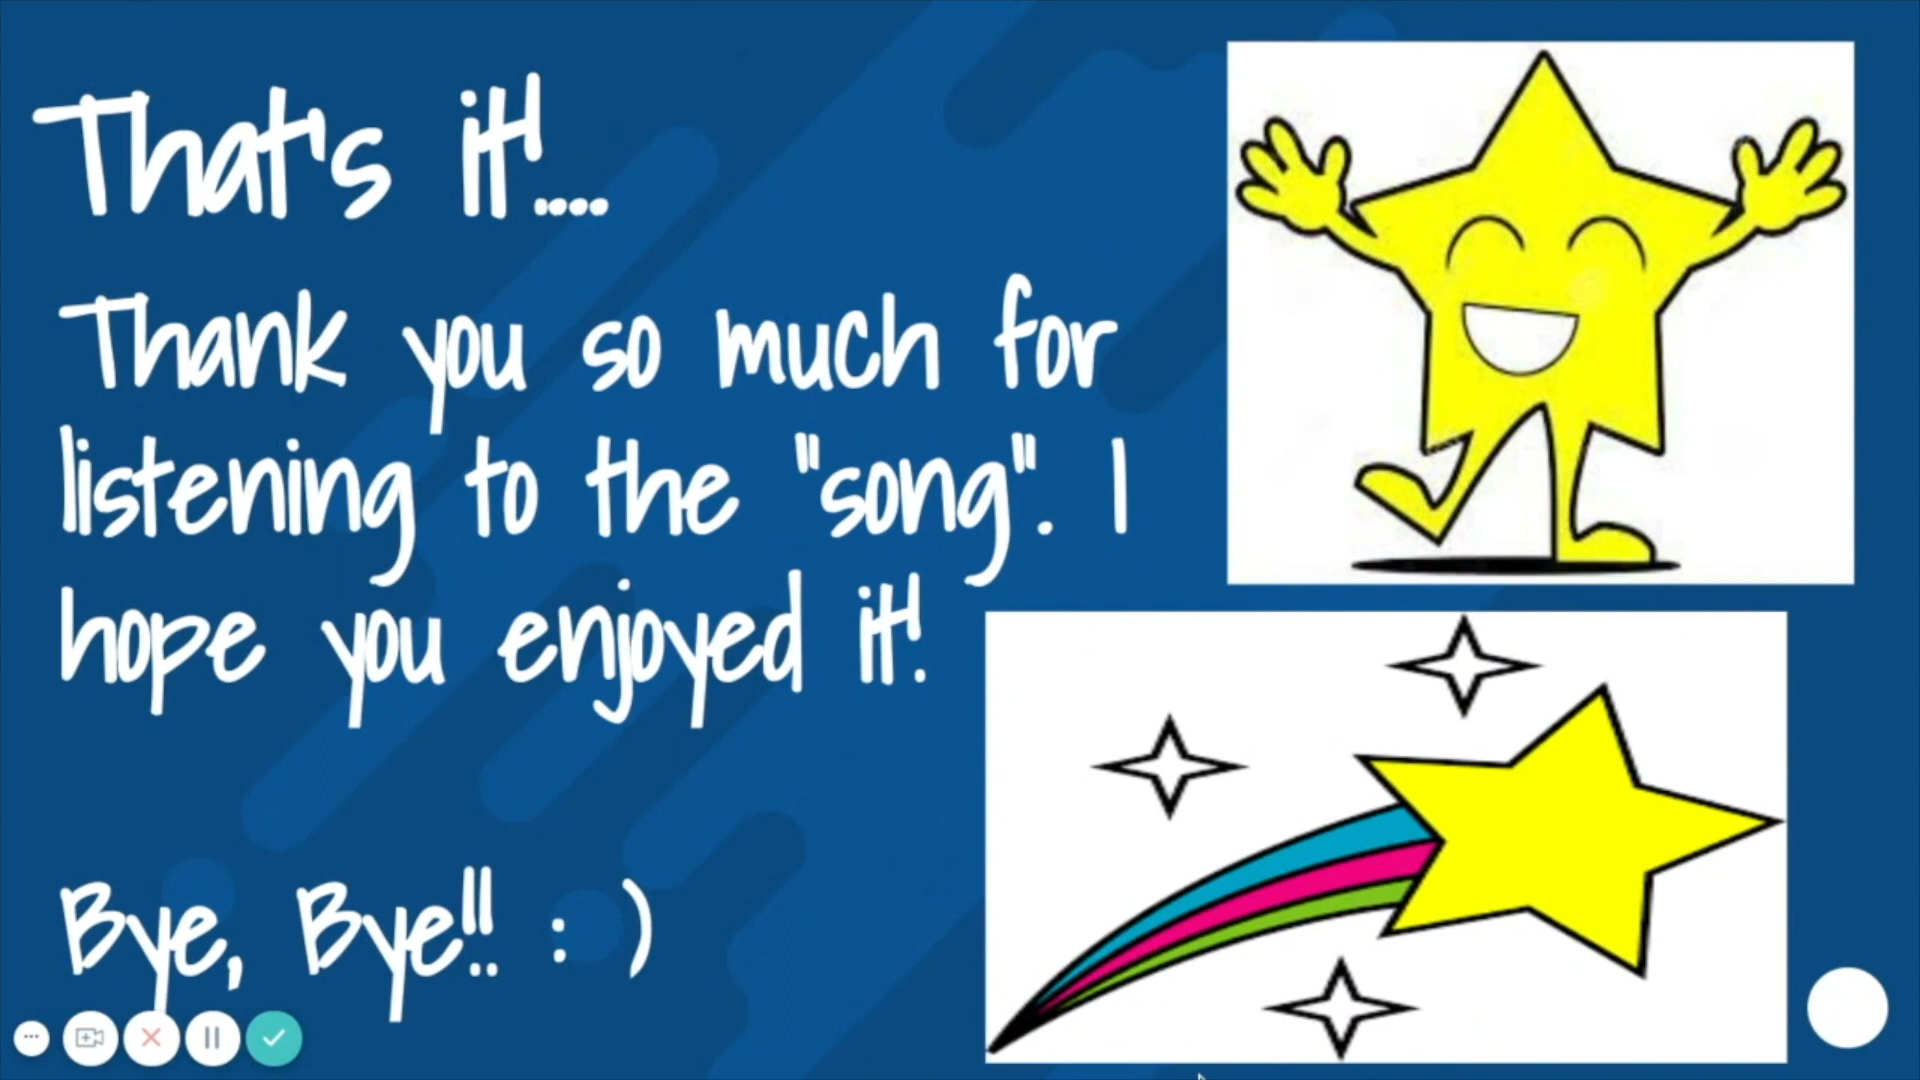 That's it!....
Thank you so much for
listening to the "song". I
hope you enjoyed it!
Bye, Bye!! : )